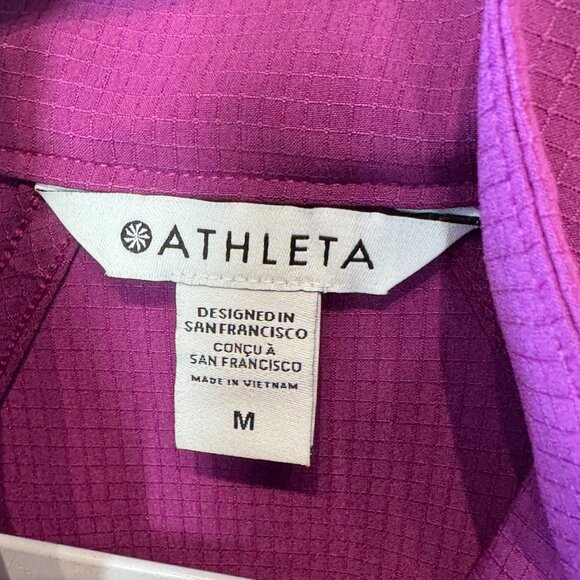 ATHLETA
DESIGNED IN
SAN FRANCISCO
CONÇU À
SAN FRANCISCO
MADE IN VIETNAM
M